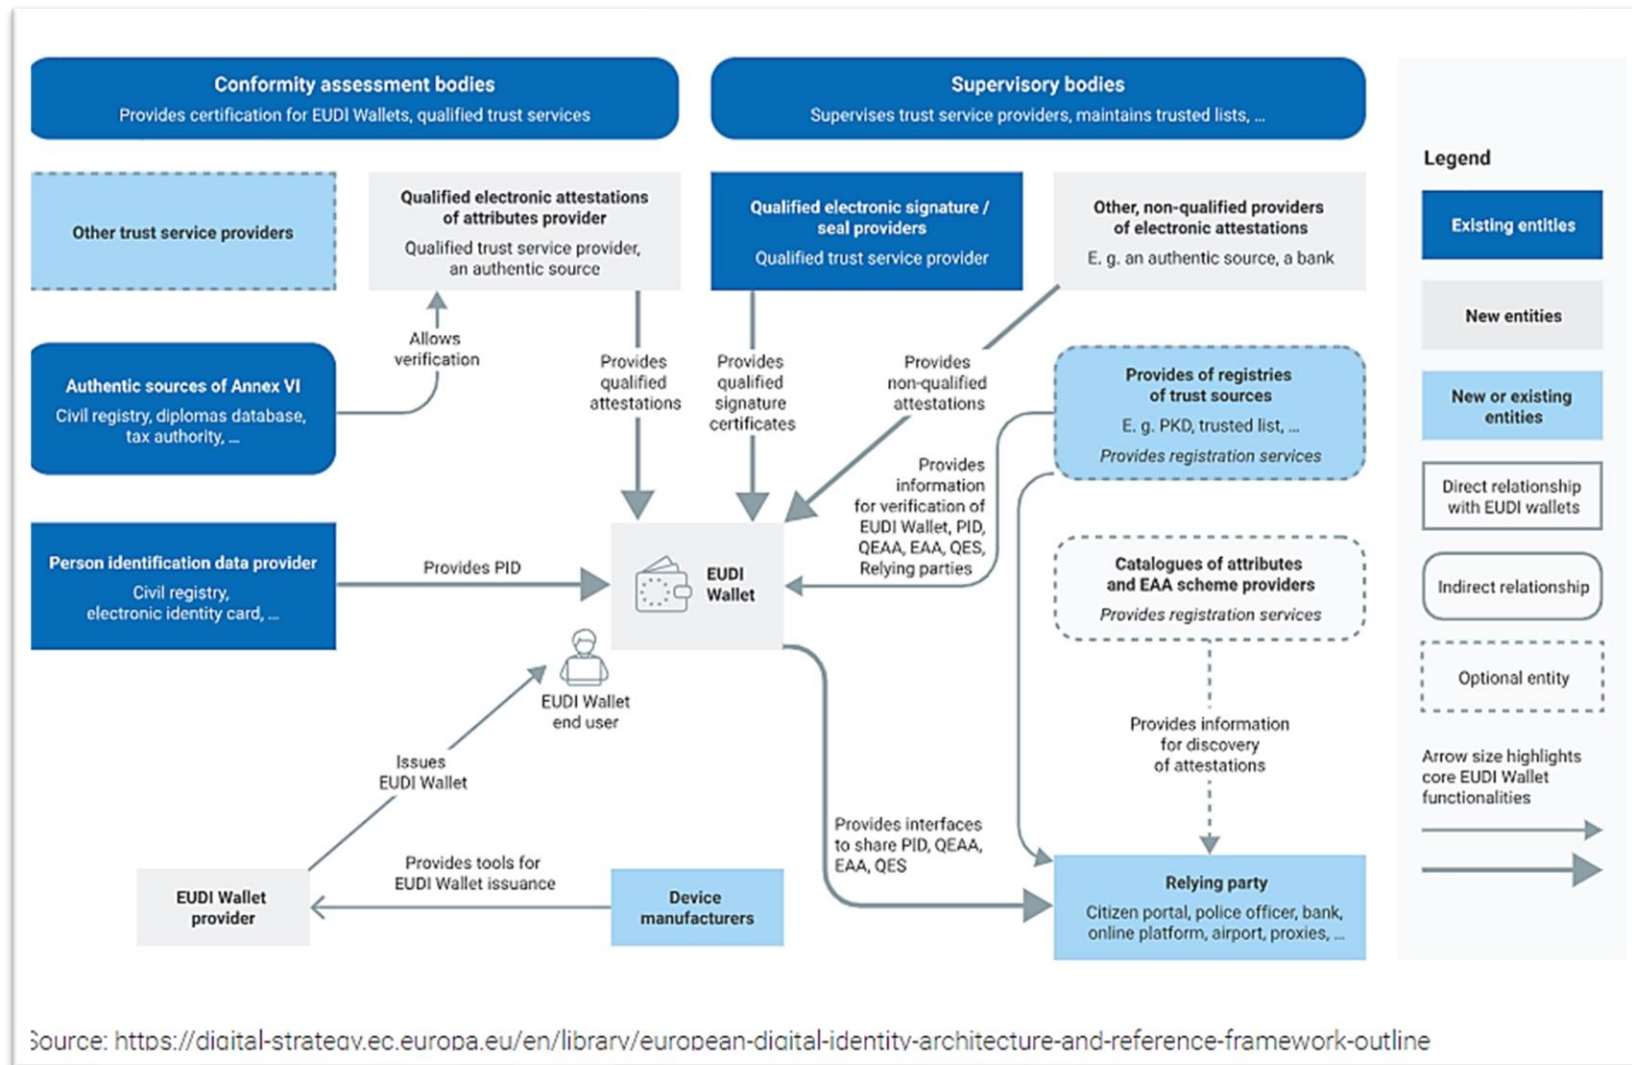 Conformity assessment bodies
Provides certification for EUDI Wallets, qualified trust services
Supervisory bodies
Supervises trust service providers, maintains trusted lists, ...
Other trust service providers
Qualified electronic attestations
of attributes provider
Qualified trust service provider,
an authentic source
Qualified electronic signature /
seal providers
Qualified trust service provider
Other, non-qualified providers
of electronic attestations
E. g. an authentic source, a bank
Allows
verification
Authentic sources of Annex VI
Civil registry, diplomas database,
tax authority, ...
Provides
qualified
attestations
Provides
qualified
signature
certificates
Provides
non-qualified
attestations
Provides of registries
of trust sources
E. g. PKD, trusted list, ...
Provides registration services
Provides
information
for verification of
EUDI Wallet, PID,
QEAA, EAA, QES,
Relying parties
Person identification data provider
Civil registry,
electronic identity card, ...
Provides PID
EUDI
Wallet
Catalogues of attributes
and EAA scheme providers
Provides registration services
EUDI Wallet
end user
Issues
EUDI Wallet
Provides information
for discovery
of attestations
Provides interfaces
to share PID, QEAA,
EAA, QES
Provides tools for
EUDI Wallet issuance
EUDI Wallet
provider
Device
manufacturers
Relying party
Citizen portal, police officer, bank,
online platform, airport, proxies, ...
Legend
Existing entities
New entities
New or existing
entities
Direct relationship
with EUDI wallets
Indirect relationship
Optional entity
Arrow size highlights
core EUDI Wallet
functionalities
Source: https://digital-strategy.ec.europa.eu/en/library/european-digital-identity-architecture-and-reference-framework-outline